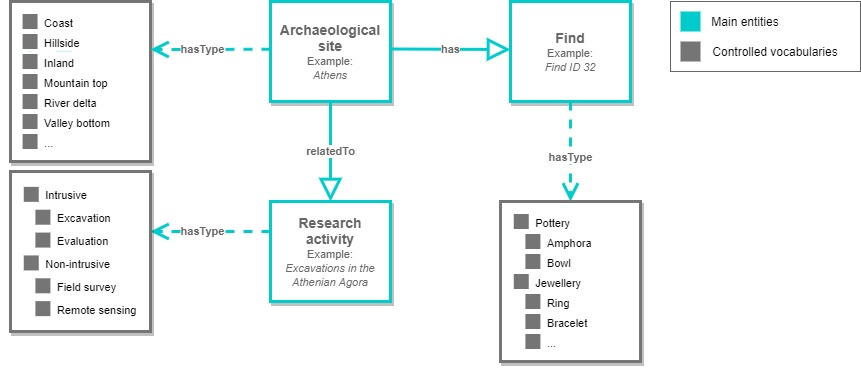 Coast
Hillside
Inland
Mountain top
River delta
Valley bottom
...
hasType
Archaeological
site
Example:
Athens
has
Find
Example:
Find ID 32
Main entities
Controlled vocabularies
relatedTo
hasType
Intrusive
Excavation
Evaluation
Non-intrusive
Field survey
Remote sensing
hasType
Research
activity
Example:
Excavations in the
Athenian Agora
Pottery
Amphora
Bowl
Jewellery
Ring
Bracelet
...